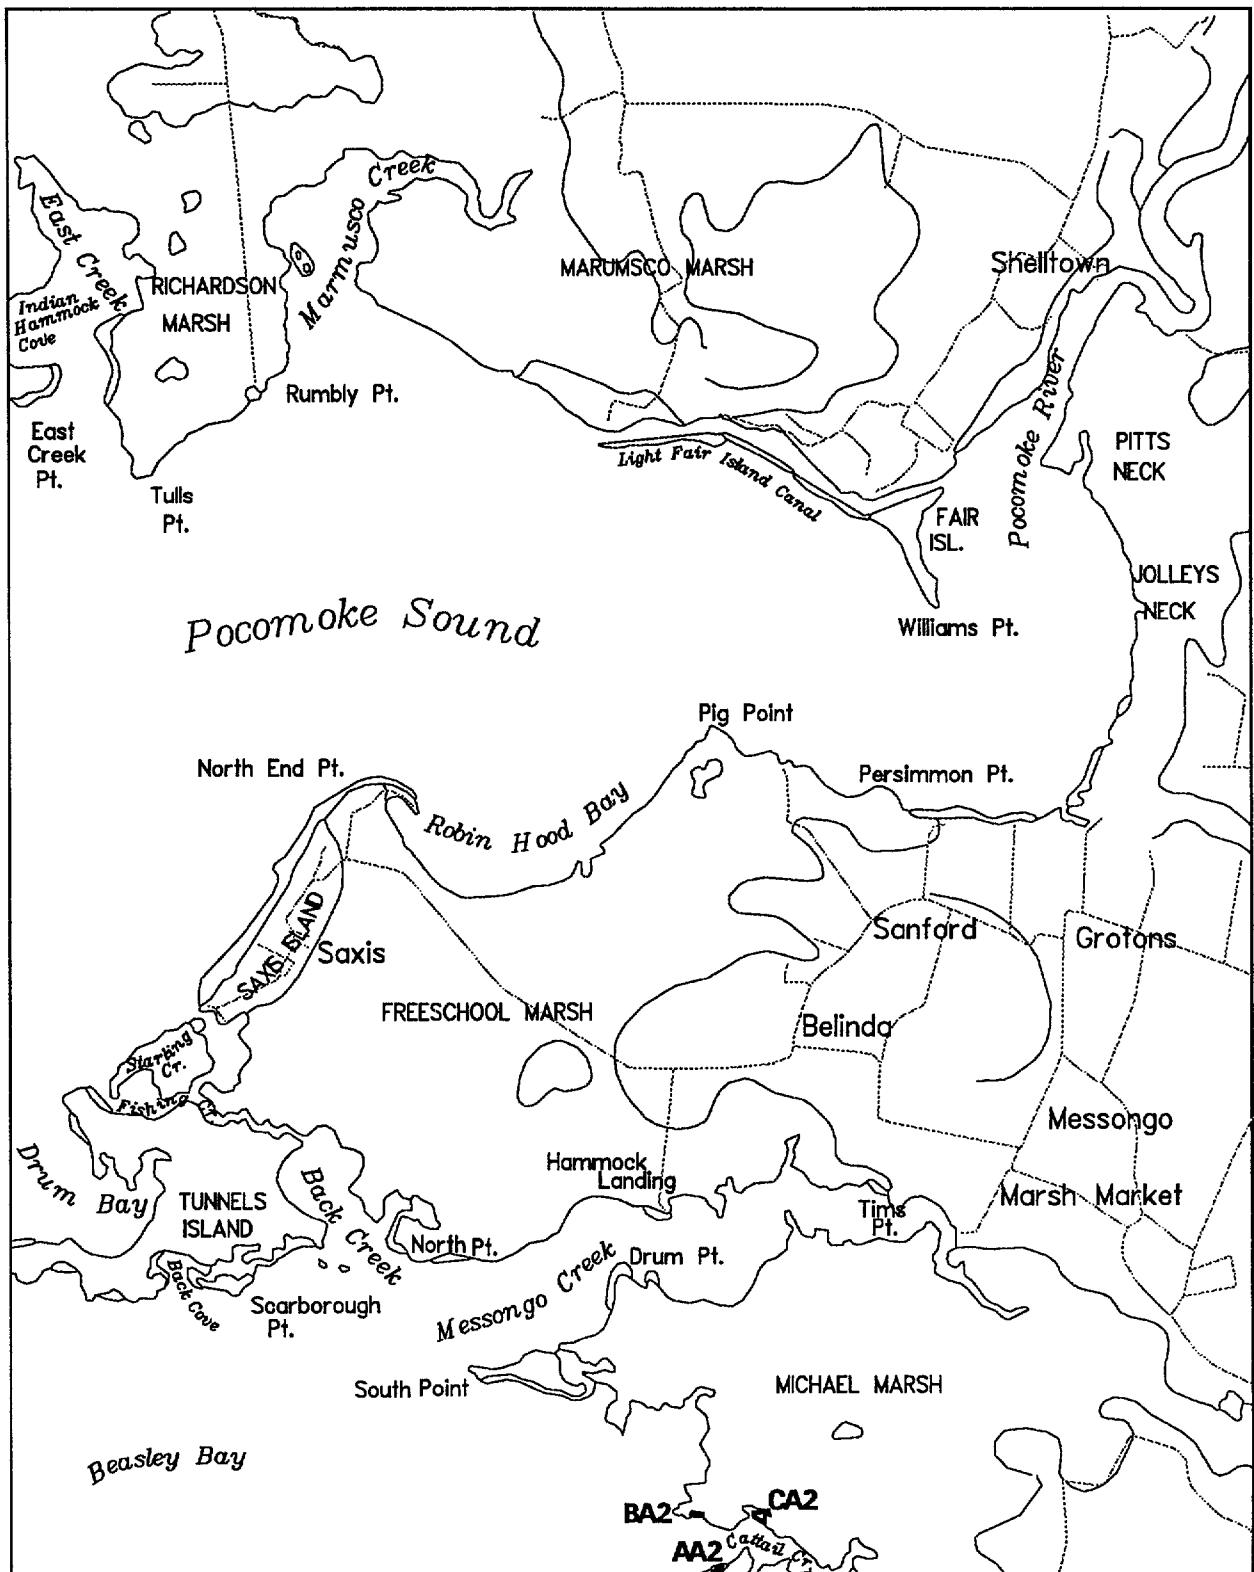 Creek
Marmusco
East Creek
MARUMSCO MARSH
Shelltown
RICHARDSON
MARSH
Indian
Hammock
Cove
Rumbly Pt.
Pocomoke River
East
Creek
Pt.
PITTS
NECK
Light Fair Island Canal
Tulls
Pt.
FAIR
ISL.
JOLLEYS
NECK
Pocomoke Sound
Williams Pt.
Pig Point
North End Pt.
Persimmon Pt.
Robin Hood Bay
SAXIS ISLAND
Saxis
Sanford
Grotons
FREESCHOOL MARSH
Belinda
Starling
Cr.
Fishing Cr.
Messongo
Drum Bay
Hammock
Landing
Back Creek
TUNNELS
ISLAND
Marsh Market
Tims
Pt.
North Pt.
Drum Pt.
Messongo Creek
Back Cove
Scarborough
Pt.
South Point
MICHAEL MARSH
Beasley Bay
BA2
CA2
AA2
Cattail Cr.